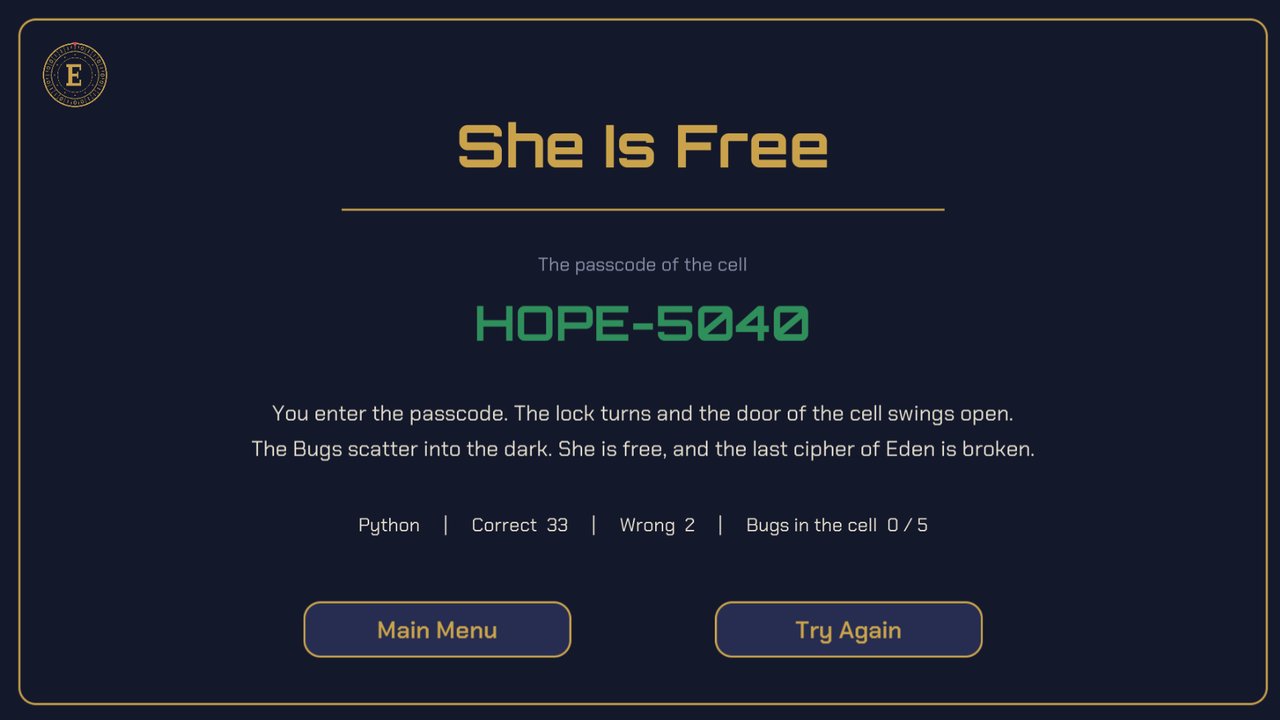 E
She Is Free
The passcode of the cell
HOPE-5040
You enter the passcode. The lock turns and the door of the cell swings open.
The Bugs scatter into the dark. She is free, and the last cipher of Eden is broken.
Python | Correct 33 | Wrong 2 | Bugs in the cell 0 / 5
Main Menu
Try Again